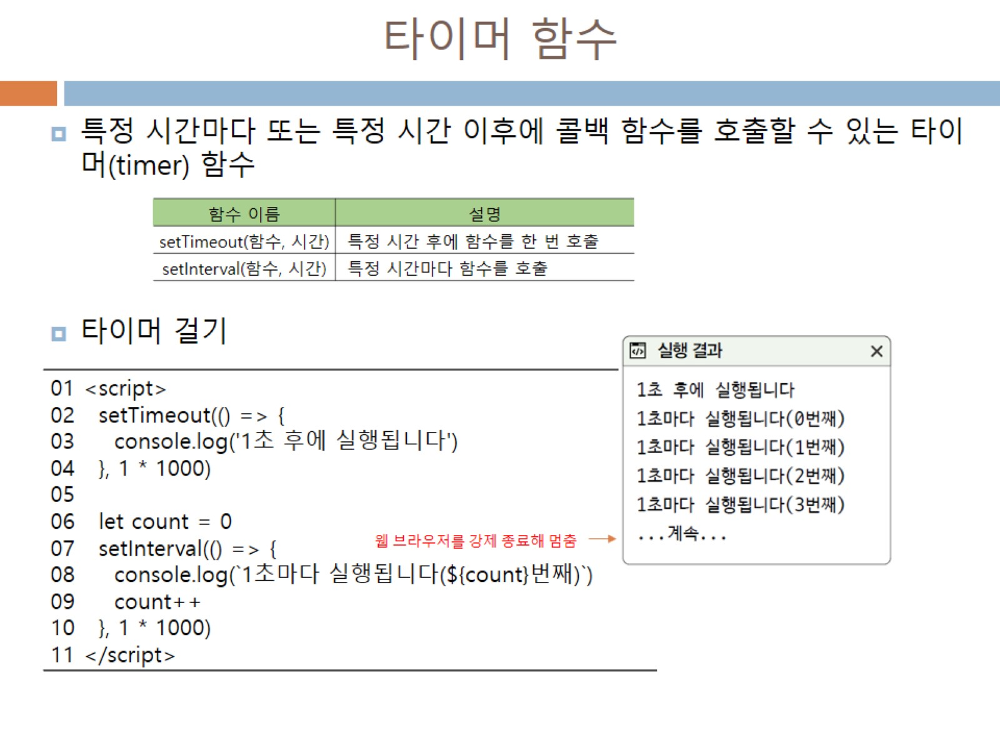 타이머 함수
특정 시간마다 또는 특정 시간 이후에 콜백 함수를 호출할 수 있는 타이
머(timer) 함수
함수 이름 설명
setTimeout(함수, 시간) 특정 시간 후에 함수를 한 번 호출
setInterval(함수, 시간) 특정 시간마다 함수를 호출
타이머 걸기
01 <script>
02 setTimeout(() => {
03 console.log('1초 후에 실행됩니다')
04 }, 1 * 1000)
05
06 let count = 0
07 setInterval(() => {
08 console.log(`1초마다 실행됩니다(${count}번째)`)
09 count++
10 }, 1 * 1000)
11 </script>
웹 브라우저를 강제 종료해 멈춤
실행 결과
1초 후에 실행됩니다
1초마다 실행됩니다(0번째)
1초마다 실행됩니다(1번째)
1초마다 실행됩니다(2번째)
1초마다 실행됩니다(3번째)
...계속...